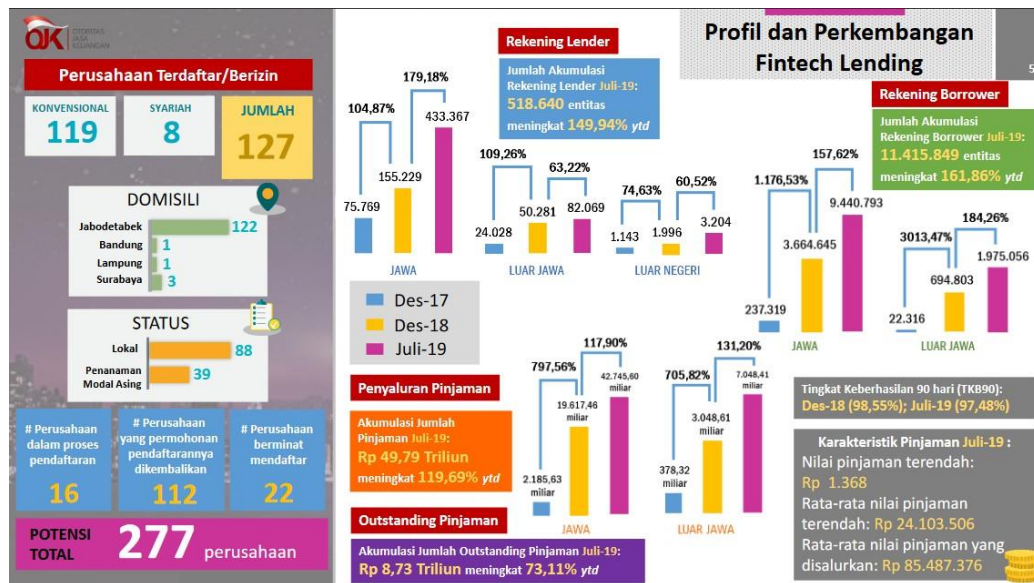 OJK
OTORITAS
JASA
KEUANGAN
Perusahaan Terdaftar/Berizin
KONVENSIONAL
119
SYARIAH
8
JUMLAH
127
DOMISILI
Jabodetabek 122
Bandung 1
Lampung 1
Surabaya 3
STATUS
Lokal 88
Penanaman
Modal Asing 39
# Perusahaan
dalam proses
pendaftaran
16
# Perusahaan
yang permohonan
pendaftarannya
dikembalikan
112
# Perusahaan
berminat
mendaftar
22
POTENSI
TOTAL
277 perusahaan
Profil dan Perkembangan
Fintech Lending
5
Rekening Lender
Jumlah Akumulasi
Rekening Lender Juli-19:
518.640 entitas
meningkat 149,94% ytd
104,87%
179,18%
75.769
155.229
433.367
JAWA
109,26%
63,22%
24.028
50.281
82.069
LUAR JAWA
74,63%
60,52%
1.143
1.996
3.204
LUAR NEGERI
Rekening Borrower
Jumlah Akumulasi
Rekening Borrower Juli-19:
11.415.849 entitas
meningkat 161,86% ytd
1.176,53%
157,62%
237.319
3.664.645
9.440.793
JAWA
3013,47%
184,26%
22.316
694.803
1.975.056
LUAR JAWA
Des-17
Des-18
Juli-19
Penyaluran Pinjaman
Akumulasi Jumlah
Pinjaman Juli-19:
Rp 49,79 Triliun
meningkat 119,69% ytd
797,56%
117,90%
2.185,63
miliar
19.617,46
miliar
42.745,60
miliar
JAWA
705,82%
131,20%
378,32
miliar
3.048,61
miliar
7.048,41
miliar
LUAR JAWA
Outstanding Pinjaman
Akumulasi Jumlah Outstanding Pinjaman Juli-19:
Rp 8,73 Triliun meningkat 73,11% ytd
Tingkat Keberhasilan 90 hari (TKB90):
Des-18 (98,55%); Juli-19 (97,48%)
Karakteristik Pinjaman Juli-19 :
Nilai pinjaman terendah:
Rp 1.368
Rata-rata nilai pinjaman
terendah: Rp 24.103.506
Rata-rata nilai pinjaman yang
disalurkan: Rp 85.487.376